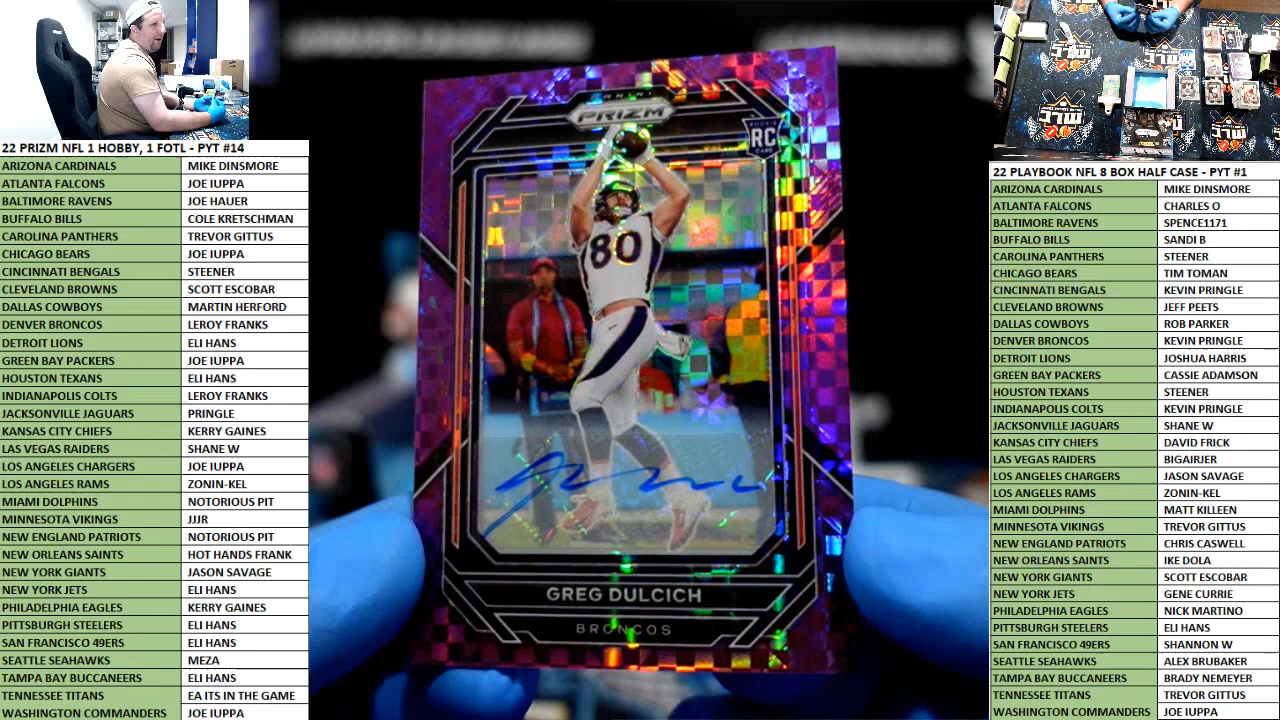 22 PRIZM NFL 1 HOBBY, 1 FOTL - PYT #14
ARIZONA CARDINALS MIKE DINSMORE
ATLANTA FALCONS JOE IUPPA
BALTIMORE RAVENS JOE HAUER
BUFFALO BILLS COLE KRETSCHMAN
CAROLINA PANTHERS TREVOR GITTUS
CHICAGO BEARS JOE IUPPA
CINCINNATI BENGALS STEENER
CLEVELAND BROWNS SCOTT ESCOBAR
DALLAS COWBOYS MARTIN HERFORD
DENVER BRONCOS LEROY FRANKS
DETROIT LIONS ELI HANS
GREEN BAY PACKERS JOE IUPPA
HOUSTON TEXANS ELI HANS
INDIANAPOLIS COLTS LEROY FRANKS
JACKSONVILLE JAGUARS PRINGLE
KANSAS CITY CHIEFS KERRY GAINES
LAS VEGAS RAIDERS SHANE W
LOS ANGELES CHARGERS JOE IUPPA
LOS ANGELES RAMS ZONIN-KEL
MIAMI DOLPHINS NOTORIOUS PIT
MINNESOTA VIKINGS JJJR
NEW ENGLAND PATRIOTS NOTORIOUS PIT
NEW ORLEANS SAINTS HOT HANDS FRANK
NEW YORK GIANTS JASON SAVAGE
NEW YORK JETS ELI HANS
PHILADELPHIA EAGLES KERRY GAINES
PITTSBURGH STEELERS ELI HANS
SAN FRANCISCO 49ERS ELI HANS
SEATTLE SEAHAWKS MEZA
TAMPA BAY BUCCANEERS ELI HANS
TENNESSEE TITANS EA ITS IN THE GAME
WASHINGTON COMMANDERS JOE IUPPA
PANINI
PRIZM
ROOKIE
RC
CARD
80
GREG DULCICH
BRONCOS
22 PLAYBOOK NFL 8 BOX HALF CASE - PYT #1
ARIZONA CARDINALS MIKE DINSMORE
ATLANTA FALCONS CHARLES O
BALTIMORE RAVENS SPENCE1171
BUFFALO BILLS SANDI B
CAROLINA PANTHERS STEENER
CHICAGO BEARS TIM TOMAN
CINCINNATI BENGALS KEVIN PRINGLE
CLEVELAND BROWNS JEFF PEETS
DALLAS COWBOYS ROB PARKER
DENVER BRONCOS KEVIN PRINGLE
DETROIT LIONS JOSHUA HARRIS
GREEN BAY PACKERS CASSIE ADAMSON
HOUSTON TEXANS STEENER
INDIANAPOLIS COLTS KEVIN PRINGLE
JACKSONVILLE JAGUARS SHANE W
KANSAS CITY CHIEFS DAVID FRICK
LAS VEGAS RAIDERS BIGAIRJER
LOS ANGELES CHARGERS JASON SAVAGE
LOS ANGELES RAMS ZONIN-KEL
MIAMI DOLPHINS MATT KILLEEN
MINNESOTA VIKINGS TREVOR GITTUS
NEW ENGLAND PATRIOTS CHRIS CASWELL
NEW ORLEANS SAINTS IKE DOLA
NEW YORK GIANTS SCOTT ESCOBAR
NEW YORK JETS GENE CURRIE
PHILADELPHIA EAGLES NICK MARTINO
PITTSBURGH STEELERS ELI HANS
SAN FRANCISCO 49ERS SHANNON W
SEATTLE SEAHAWKS ALEX BRUBAKER
TAMPA BAY BUCCANEERS BRADY NEMEYER
TENNESSEE TITANS TREVOR GITTUS
WASHINGTON COMMANDERS JOE IUPPA